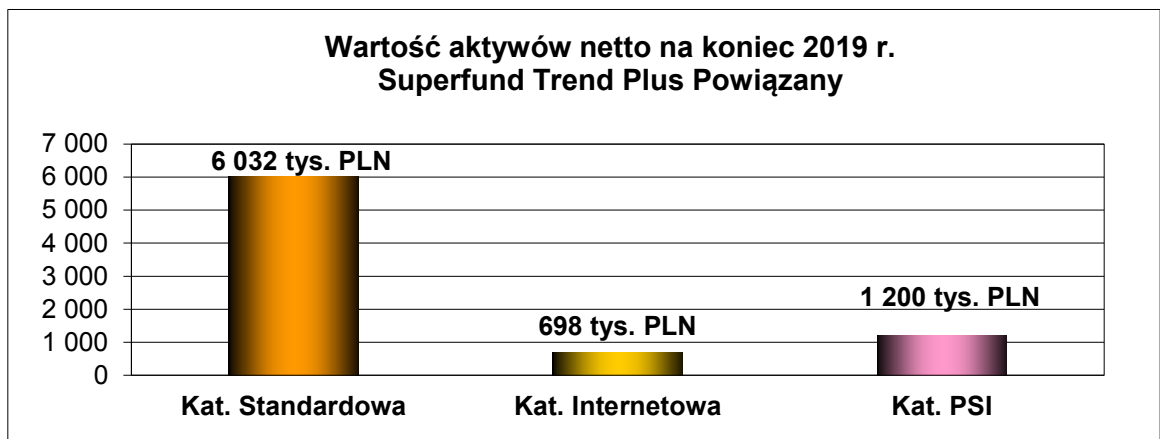 Wartość aktywów netto na koniec 2019 r.
Superfund Trend Plus Powiązany
7 000
6 032 tys. PLN
6 000
5 000
4 000
3 000
2 000
1 200 tys. PLN
698 tys. PLN
1 000
0
Kat. Standardowa Kat. Internetowa Kat. PSI